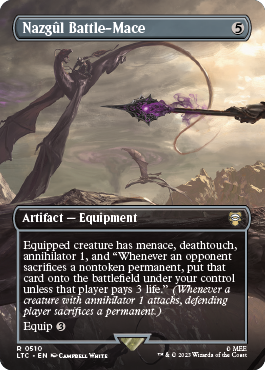 Nazgûl Battle-Mace 5
Artifact — Equipment
Equipped creature has menace, deathtouch,
annihilator 1, and “Whenever an opponent
sacrifices a nontoken permanent, put that
card onto the battlefield under your control
unless that player pays 3 life.” (Whenever a
creature with annihilator 1 attacks, defending
player sacrifices a permanent.)
Equip 3
R 0510
LTC • EN Campbell White
© MEE
™ & © 2023 Wizards of the Coast